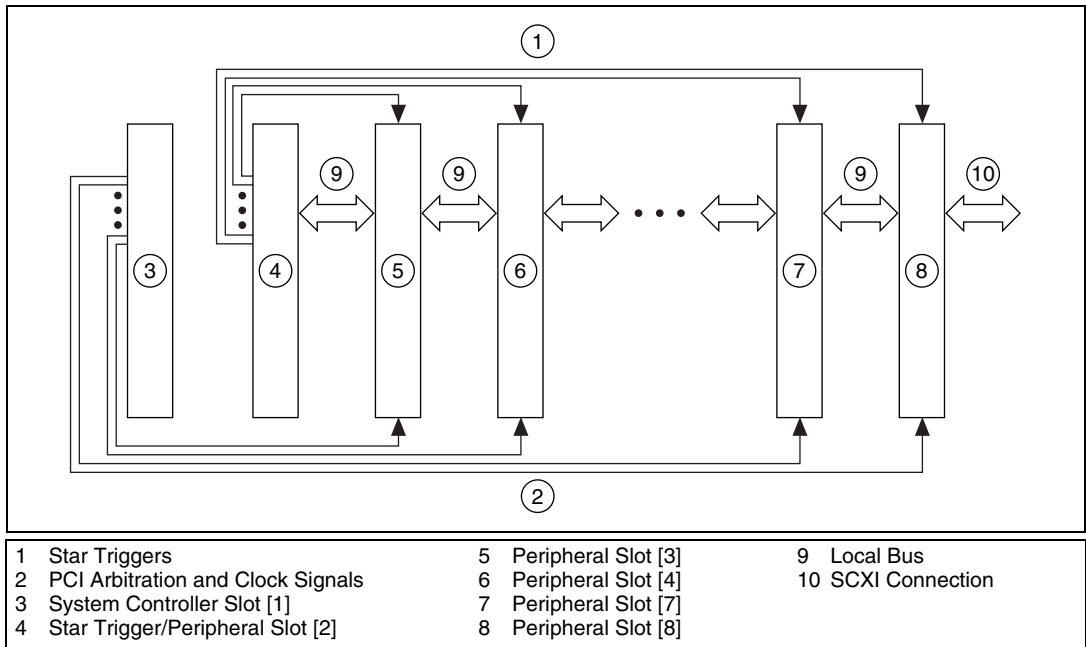 1
9
9
9
10
3
4
5
6
7
8
2
1 Star Triggers
2 PCI Arbitration and Clock Signals
3 System Controller Slot [1]
4 Star Trigger/Peripheral Slot [2]
5 Peripheral Slot [3]
6 Peripheral Slot [4]
7 Peripheral Slot [7]
8 Peripheral Slot [8]
9 Local Bus
10 SCXI Connection